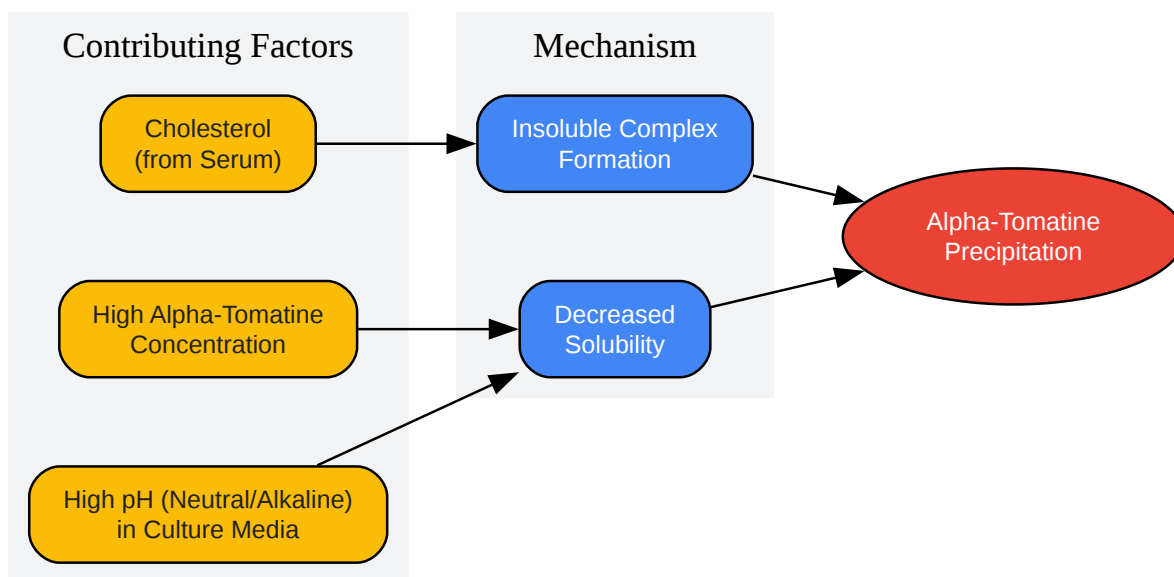 Contributing Factors
Mechanism
Cholesterol
(from Serum)
Insoluble Complex
Formation
Alpha-Tomatine
Precipitation
High Alpha-Tomatine
Concentration
Decreased
Solubility
High pH (Neutral/Alkaline)
in Culture Media